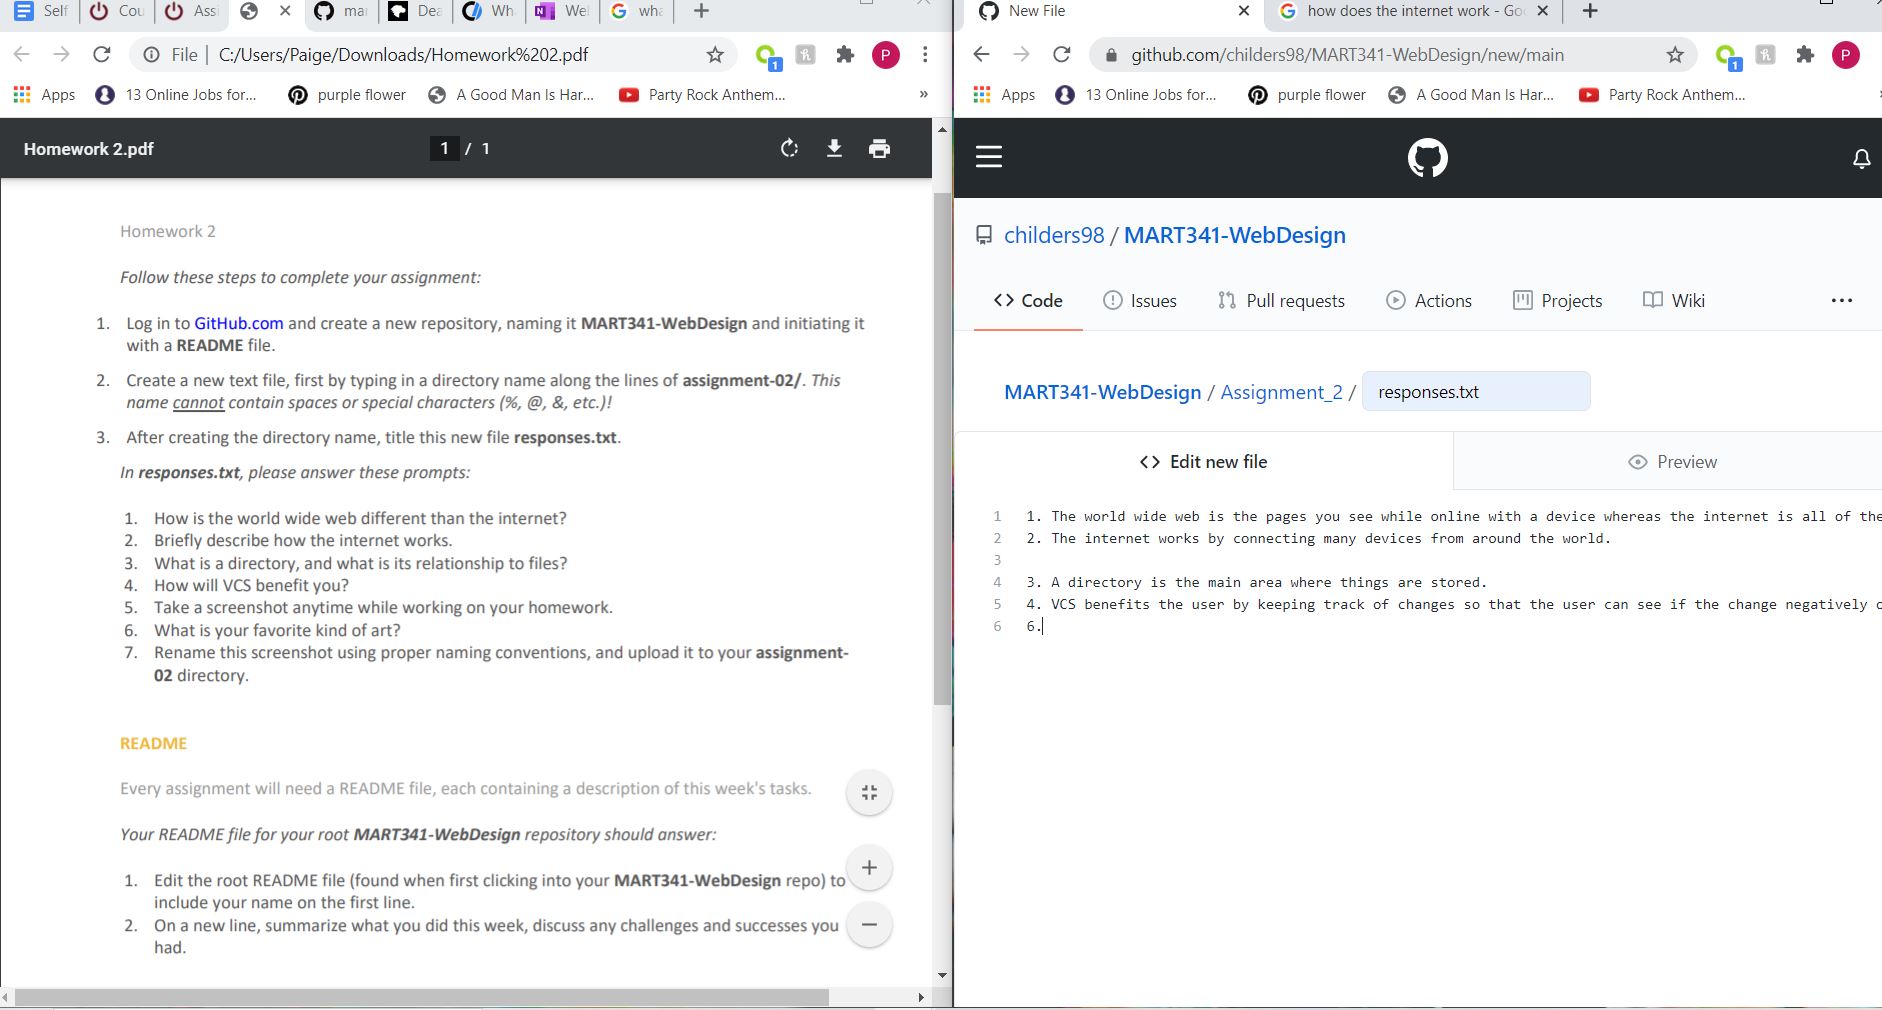 Self
Cou
Assi
mar
Dea
Wh
Wel
wha
File | C:/Users/Paige/Downloads/Homework%202.pdf
1
P
Apps
13 Online Jobs for...
purple flower
A Good Man Is Har...
Party Rock Anthem...
»
Homework 2.pdf
1 / 1
Homework 2
Follow these steps to complete your assignment:
1. Log in to GitHub.com and create a new repository, naming it MART341-WebDesign and initiating it
with a README file.
2. Create a new text file, first by typing in a directory name along the lines of assignment-02/. This
name cannot contain spaces or special characters (%, @, &, etc.)!
3. After creating the directory name, title this new file responses.txt.
In responses.txt, please answer these prompts:
1. How is the world wide web different than the internet?
2. Briefly describe how the internet works.
3. What is a directory, and what is its relationship to files?
4. How will VCS benefit you?
5. Take a screenshot anytime while working on your homework.
6. What is your favorite kind of art?
7. Rename this screenshot using proper naming conventions, and upload it to your assignment-
02 directory.
README
Every assignment will need a README file, each containing a description of this week's tasks.
Your README file for your root MART341-WebDesign repository should answer:
1. Edit the root README file (found when first clicking into your MART341-WebDesign repo) to
include your name on the first line.
2. On a new line, summarize what you did this week, discuss any challenges and successes you
had.
New File
how does the internet work - Goo
github.com/childers98/MART341-WebDesign/new/main
1
P
Apps
13 Online Jobs for...
purple flower
A Good Man Is Har...
Party Rock Anthem...
childers98 / MART341-WebDesign
Code
Issues
Pull requests
Actions
Projects
Wiki
...
MART341-WebDesign / Assignment_2 / responses.txt
Edit new file
Preview
1 1. The world wide web is the pages you see while online with a device whereas the internet is all of the
2 2. The internet works by connecting many devices from around the world.
3
4 3. A directory is the main area where things are stored.
5 4. VCS benefits the user by keeping track of changes so that the user can see if the change negatively
6 6.